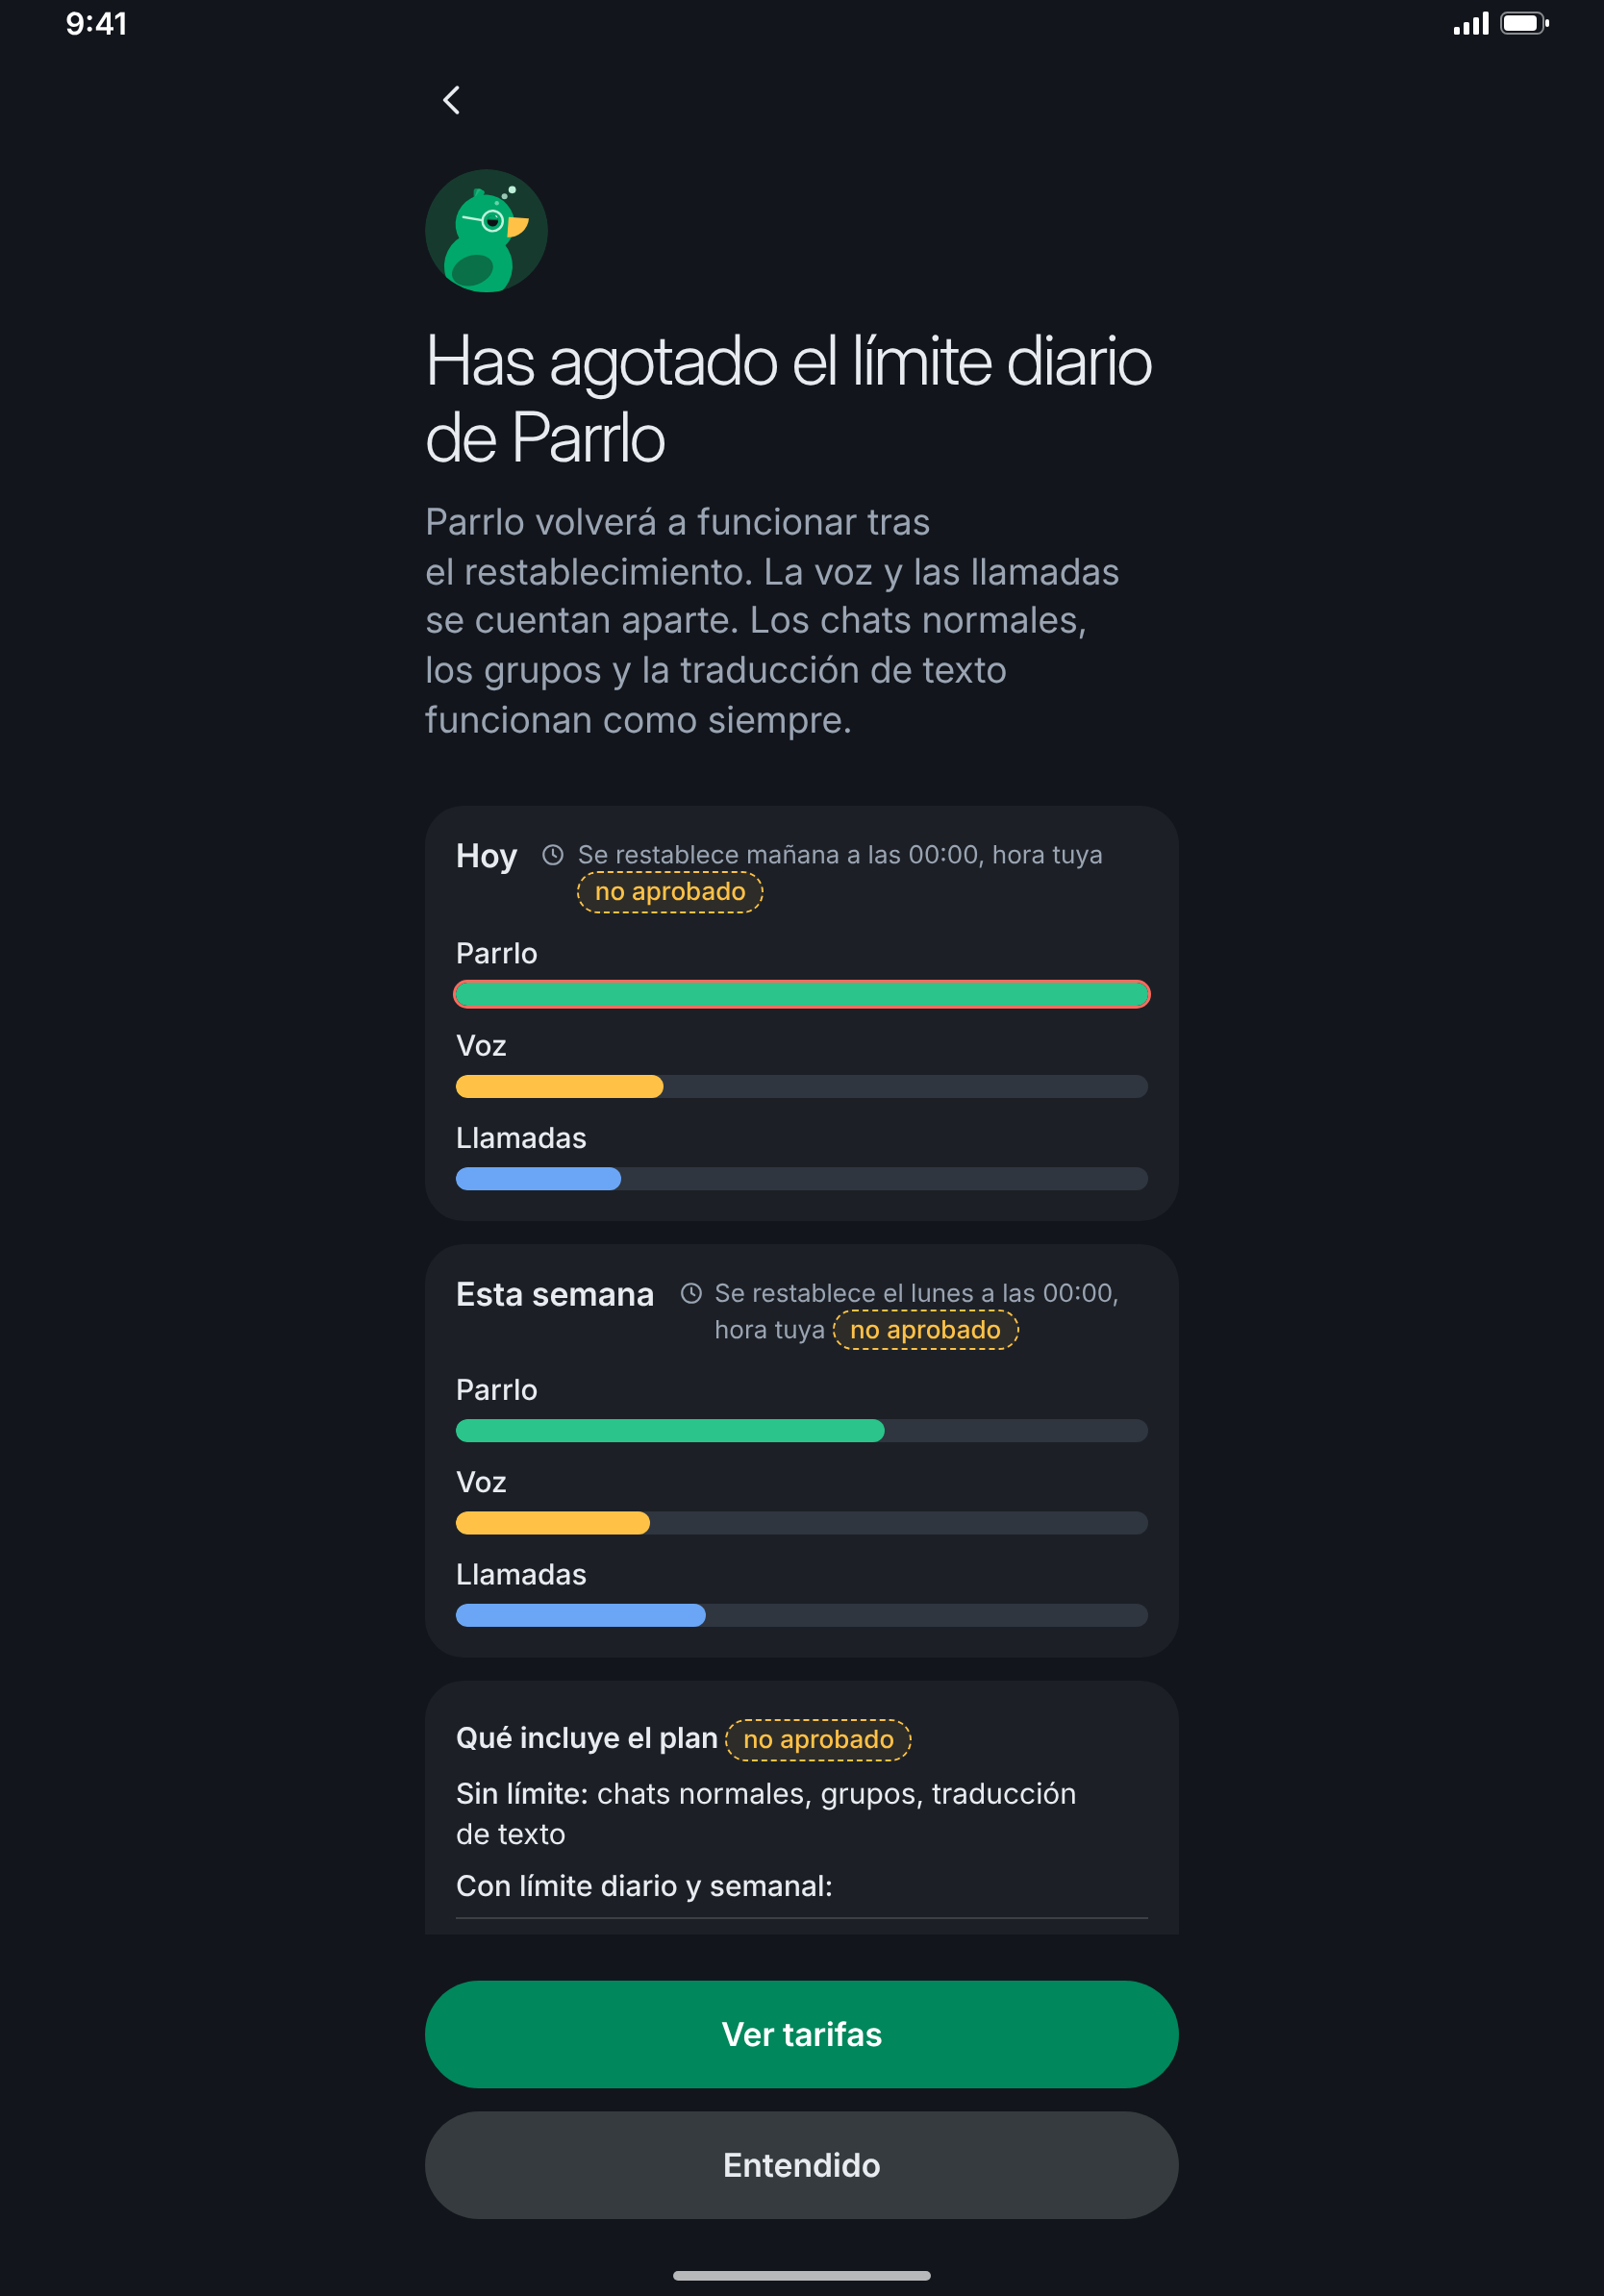 9:41
Has agotado el límite diario
de Parrlo
Parrlo volverá a funcionar tras
el restablecimiento. La voz y las llamadas
se cuentan aparte. Los chats normales,
los grupos y la traducción de texto
funcionan como siempre.
Hoy Se restablece mañana a las 00:00, hora tuya
no aprobado
Parrlo
Voz
Llamadas
Esta semana Se restablece el lunes a las 00:00,
hora tuya no aprobado
Parrlo
Voz
Llamadas
Qué incluye el plan no aprobado
Sin límite: chats normales, grupos, traducción
de texto
Con límite diario y semanal:
Ver tarifas
Entendido